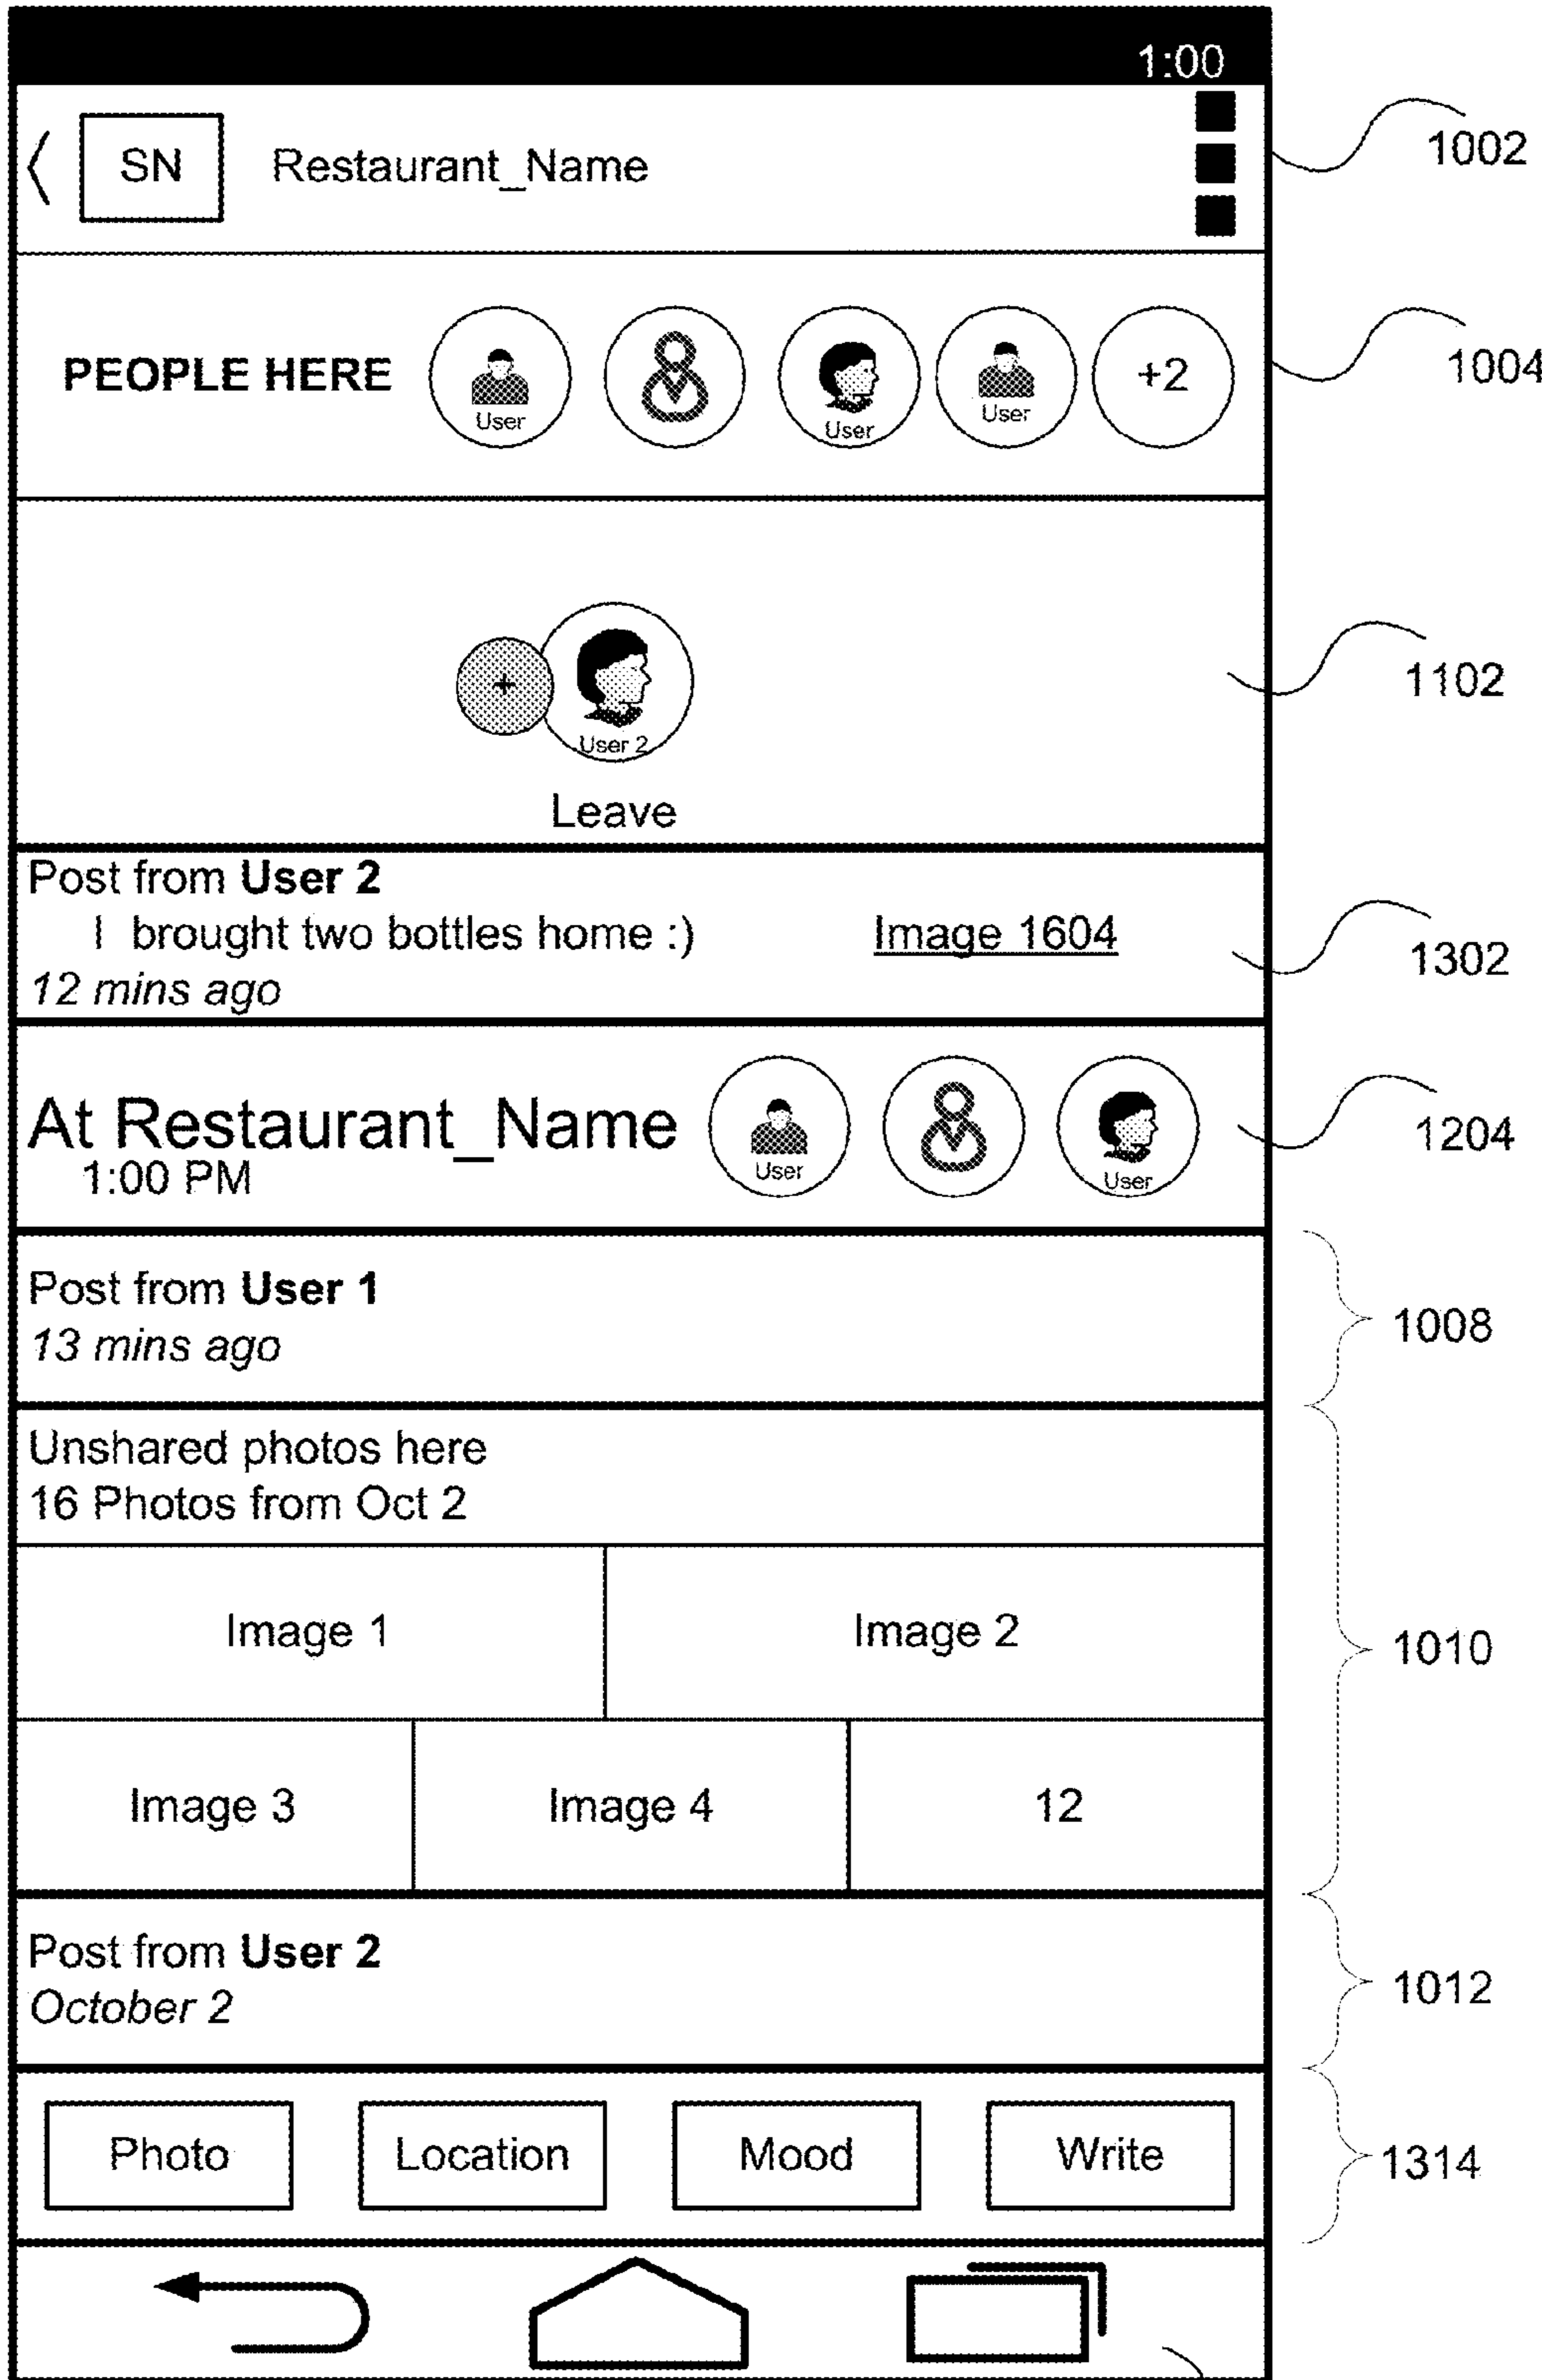 1:00
SN Restaurant_Name 1002
PEOPLE HERE User User User +2 1004
+ User 2 1102
Leave
Post from User 2
I brought two bottles home :) Image 1604 1302
12 mins ago
At Restaurant_Name User User 1204
1:00 PM
Post from User 1
13 mins ago 1008
Unshared photos here
16 Photos from Oct 2
Image 1 Image 2 1010
Image 3 Image 4 12
Post from User 2
October 2 1012
Photo Location Mood Write 1314